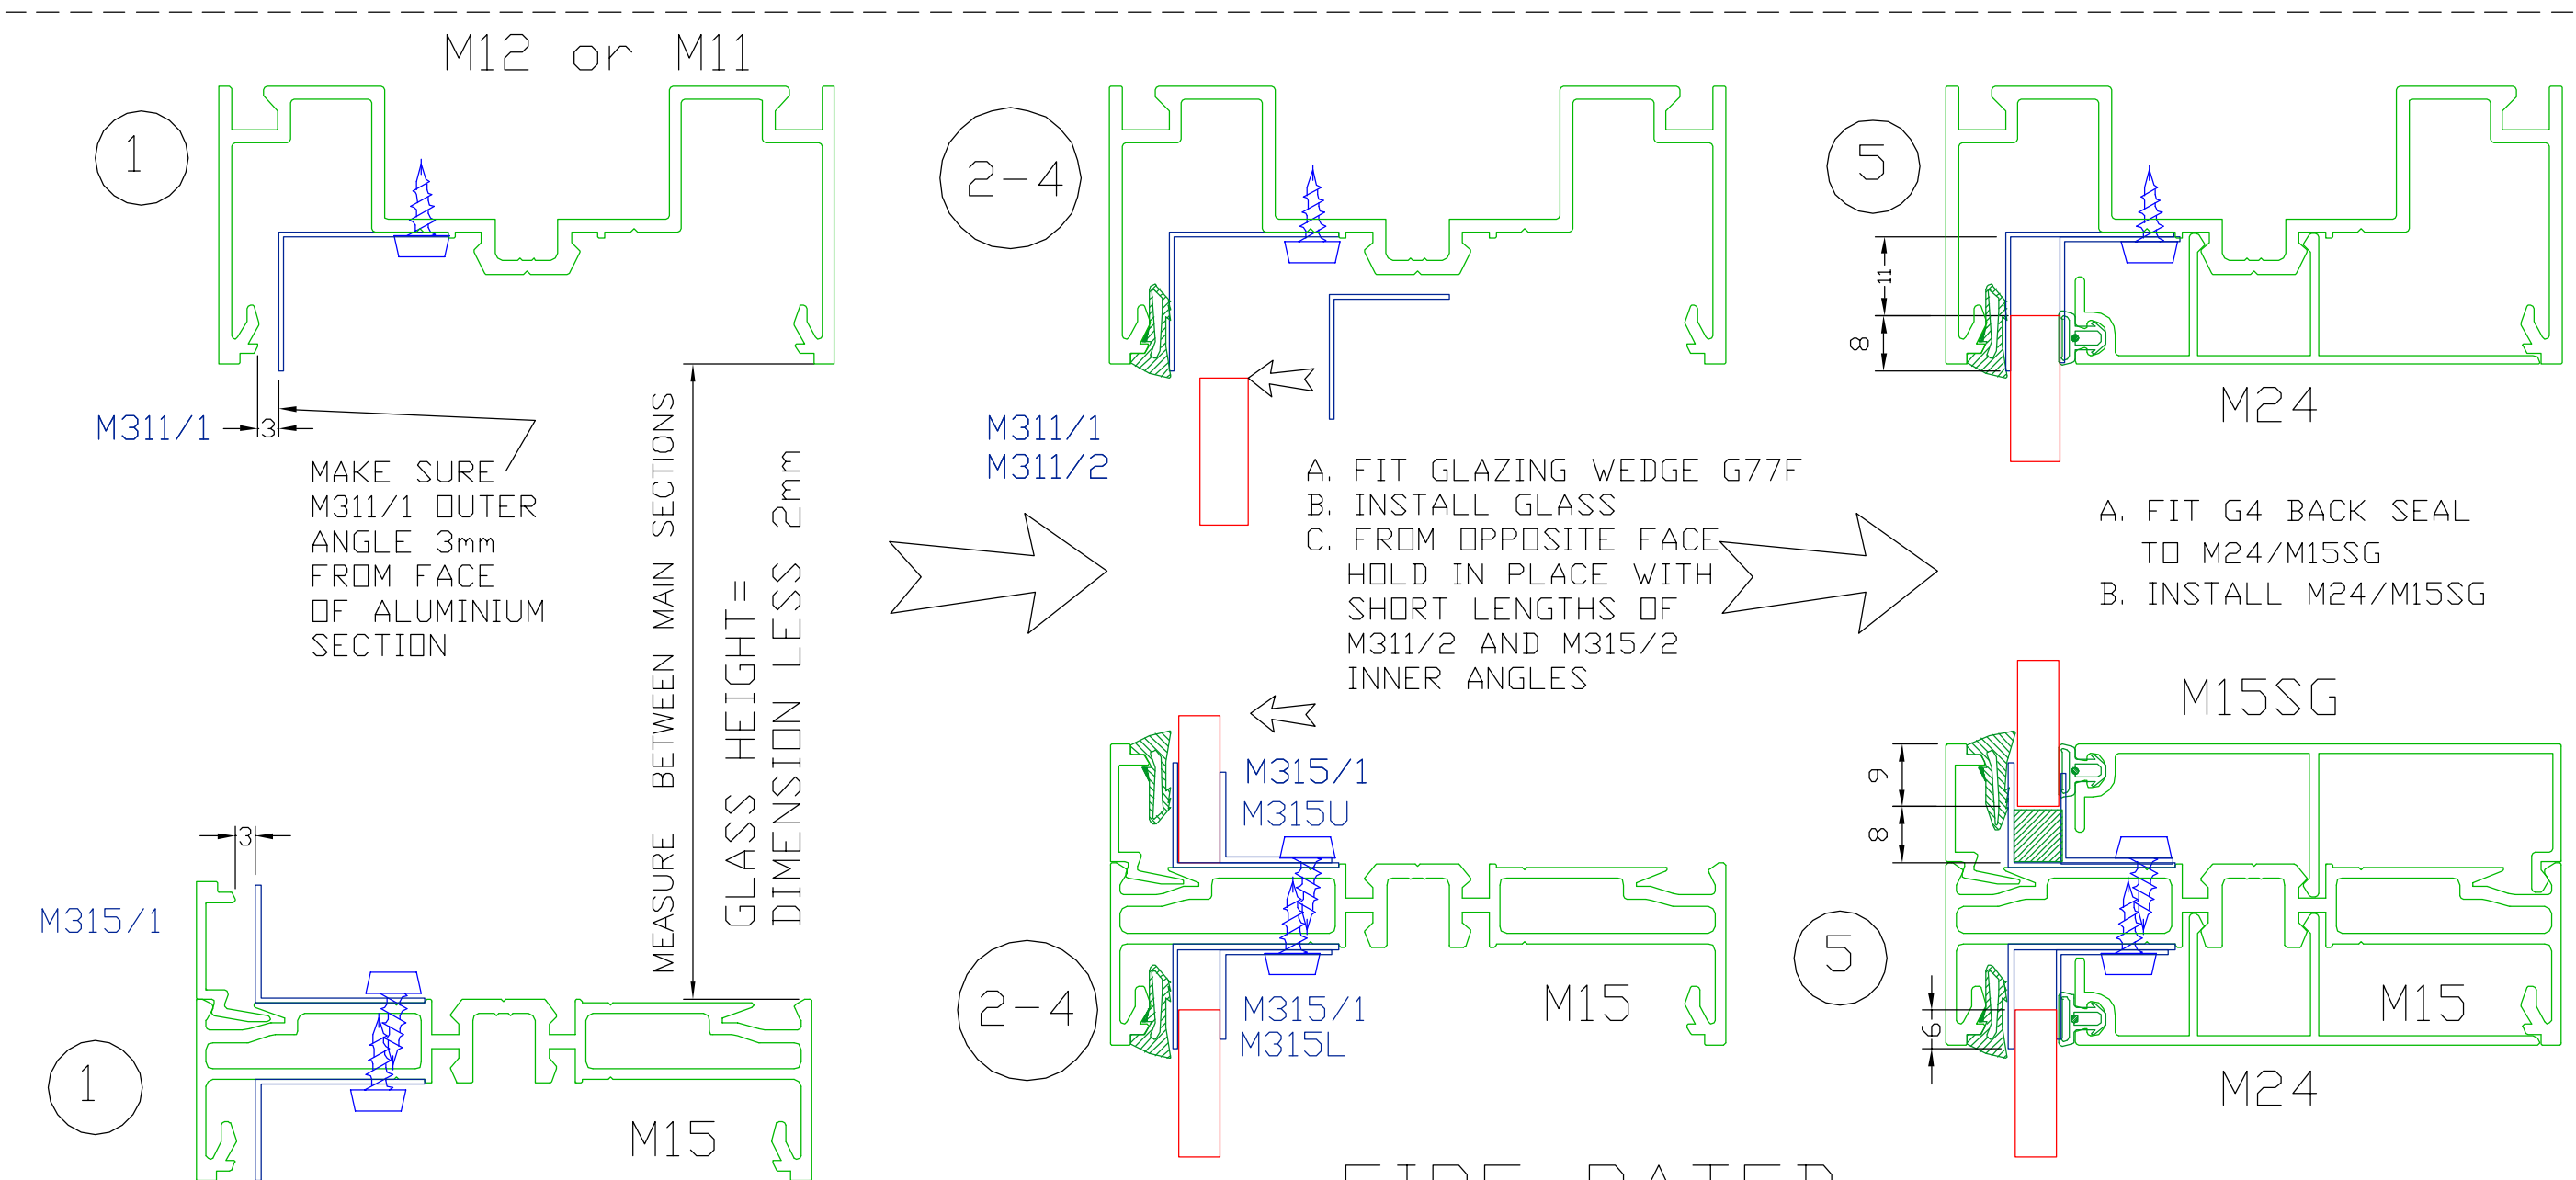 M12 or M11
1
M311/1
3
MAKE SURE
M311/1 OUTER
ANGLE 3mm
FROM FACE
OF ALUMINIUM
SECTION
MEASURE BETWEEN MAIN SECTIONS
GLASS HEIGHT=
DIMENSION LESS 2mm
3
M315/1
1
M15
2-4
M311/1
M311/2
A. FIT GLAZING WEDGE G77F
B. INSTALL GLASS
C. FROM OPPOSITE FACE
HOLD IN PLACE WITH
SHORT LENGTHS OF
M311/2 AND M315/2
INNER ANGLES
M315/1
M315U
2-4
M315/1
M315L
M15
5
11
8
M24
A. FIT G4 BACK SEAL
TO M24/M15SG
B. INSTALL M24/M15SG
M15SG
9
8
5
6
M15
M24
FIRE RATED